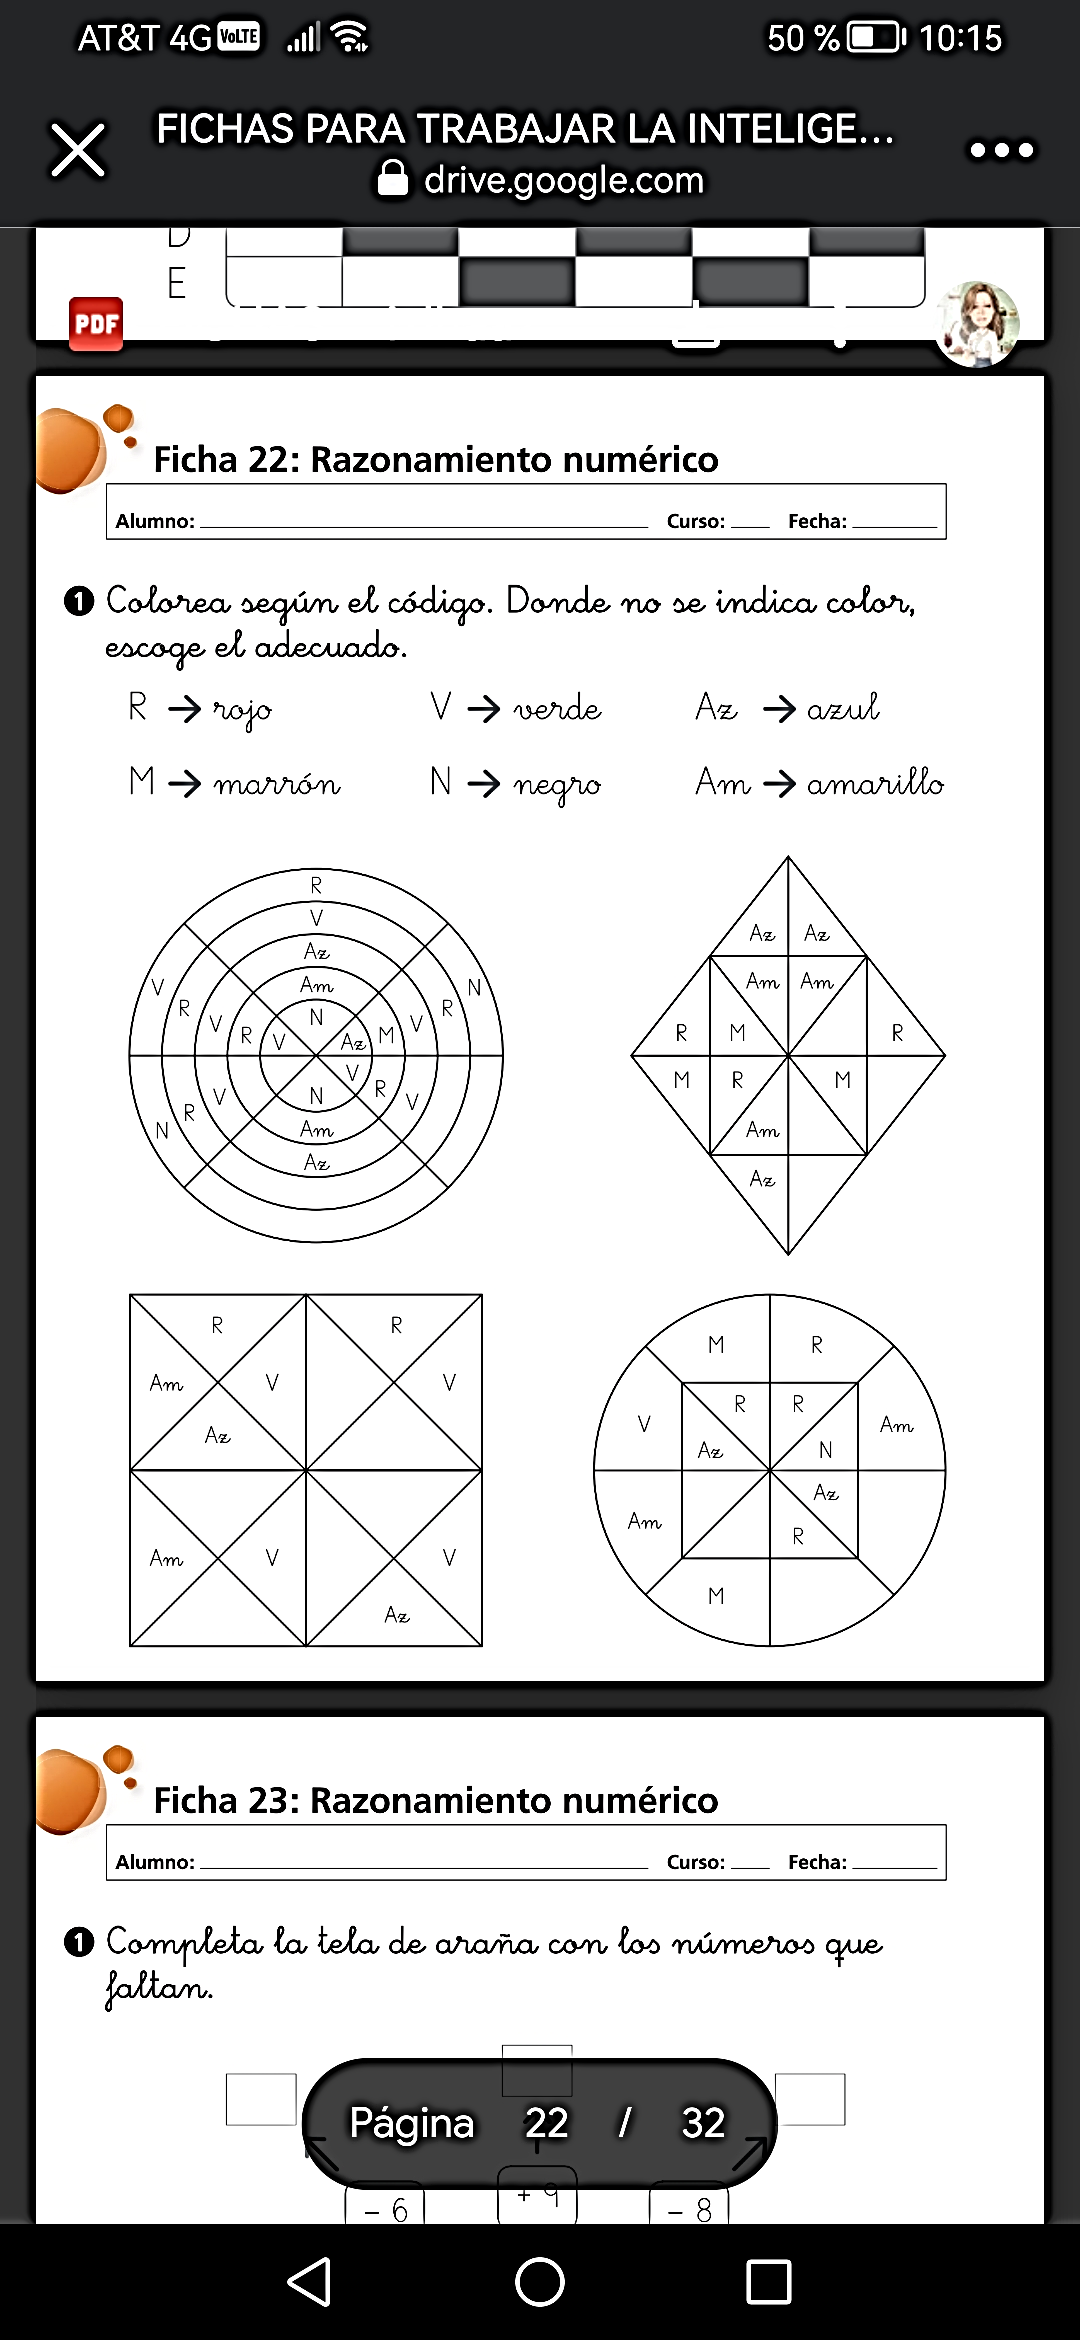 AT&T 4G VoLTE 50 % 10:15
FICHAS PARA TRABAJAR LA INTELIGE...
drive.google.com
D
E
PDF
Ficha 22: Razonamiento numérico
Alumno: Curso: Fecha:
1 Colorea según el código. Donde no se indica color,
escoge el adecuado.
R → rojo V → verde Az → azul
M → marrón N → negro Am → amarillo
R
V
Az
Am
N
V R V R V Az M V R N
N R V V R V
N
Am
Az
Az Az
Am Am
R M R
M R M
Am
Az
R R
Am V V
Az
Am V V
Az
M R
R R
V Am
Az N
Az
Am
R
M
Ficha 23: Razonamiento numérico
Alumno: Curso: Fecha:
1 Completa la tela de araña con los números que
faltan.
Página 22 / 32
- 6 + 9 - 8